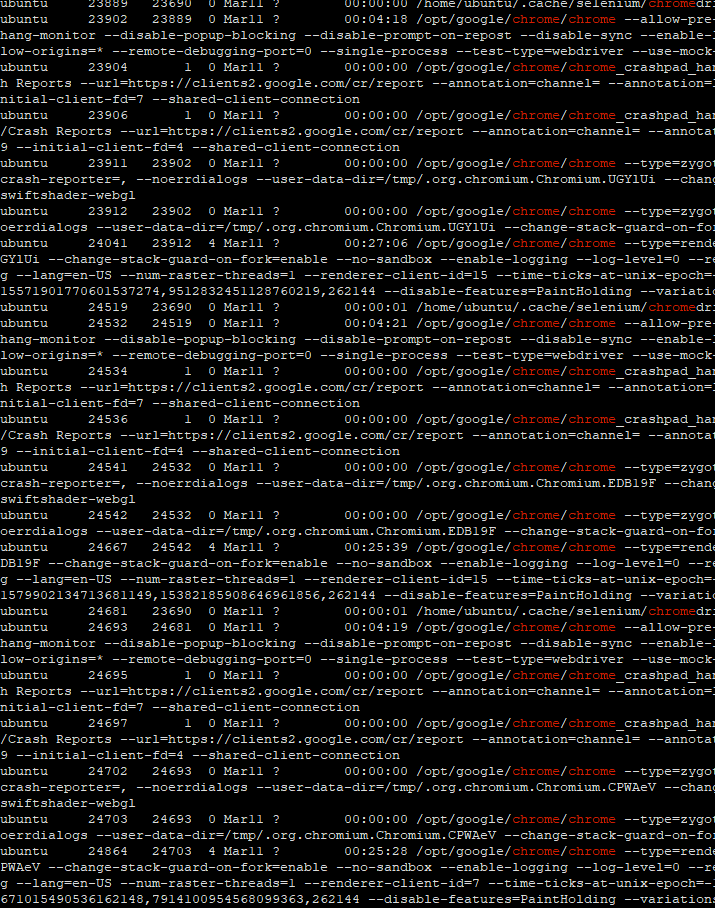 ubuntu     23889   23690  0 Mar11 ?        00:00:00 /home/ubuntu/.cache/selenium/chromedri
ubuntu     23902   23889  0 Mar11 ?        00:04:18 /opt/google/chrome/chrome --allow-pre-
hang-monitor --disable-popup-blocking --disable-prompt-on-repost --disable-sync --enable-l
low-origins=* --remote-debugging-port=0 --single-process --test-type=webdriver --use-mock-
ubuntu     23904       1  0 Mar11 ?        00:00:00 /opt/google/chrome/chrome_crashpad_han
h Reports --url=https://clients2.google.com/cr/report --annotation=channel= --annotation=l
nitial-client-fd=7 --shared-client-connection
ubuntu     23906       1  0 Mar11 ?        00:00:00 /opt/google/chrome/chrome_crashpad_han
/Crash Reports --url=https://clients2.google.com/cr/report --annotation=channel= --annotat
9 --initial-client-fd=4 --shared-client-connection
ubuntu     23911   23902  0 Mar11 ?        00:00:00 /opt/google/chrome/chrome --type=zygot
crash-reporter=, --noerrdialogs --user-data-dir=/tmp/.org.chromium.Chromium.UGYlUi --chang
swiftshader-webgl
ubuntu     23912   23902  0 Mar11 ?        00:00:00 /opt/google/chrome/chrome --type=zygot
oerrdialogs --user-data-dir=/tmp/.org.chromium.Chromium.UGYlUi --change-stack-guard-on-for
ubuntu     24041   23912  4 Mar11 ?        00:27:06 /opt/google/chrome/chrome --type=rende
GYlUi --change-stack-guard-on-fork=enable --no-sandbox --enable-logging --log-level=0 --re
g --lang=en-US --num-raster-threads=1 --renderer-client-id=15 --time-ticks-at-unix-epoch=-
15571901770601537274,9512832451128760219,262144 --disable-features=PaintHolding --variatio
ubuntu     24519   23690  0 Mar11 ?        00:00:01 /home/ubuntu/.cache/selenium/chromedri
ubuntu     24532   24519  0 Mar11 ?        00:04:21 /opt/google/chrome/chrome --allow-pre-
hang-monitor --disable-popup-blocking --disable-prompt-on-repost --disable-sync --enable-l
low-origins=* --remote-debugging-port=0 --single-process --test-type=webdriver --use-mock-
ubuntu     24534       1  0 Mar11 ?        00:00:00 /opt/google/chrome/chrome_crashpad_han
h Reports --url=https://clients2.google.com/cr/report --annotation=channel= --annotation=l
nitial-client-fd=7 --shared-client-connection
ubuntu     24536       1  0 Mar11 ?        00:00:00 /opt/google/chrome/chrome_crashpad_han
/Crash Reports --url=https://clients2.google.com/cr/report --annotation=channel= --annotat
9 --initial-client-fd=4 --shared-client-connection
ubuntu     24541   24532  0 Mar11 ?        00:00:00 /opt/google/chrome/chrome --type=zygot
crash-reporter=, --noerrdialogs --user-data-dir=/tmp/.org.chromium.Chromium.EDB19F --chang
swiftshader-webgl
ubuntu     24542   24532  0 Mar11 ?        00:00:00 /opt/google/chrome/chrome --type=zygot
oerrdialogs --user-data-dir=/tmp/.org.chromium.Chromium.EDB19F --change-stack-guard-on-for
ubuntu     24667   24542  4 Mar11 ?        00:25:39 /opt/google/chrome/chrome --type=rende
DB19F --change-stack-guard-on-fork=enable --no-sandbox --enable-logging --log-level=0 --re
g --lang=en-US --num-raster-threads=1 --renderer-client-id=15 --time-ticks-at-unix-epoch=-
1579902134713681149,15382185908646961856,262144 --disable-features=PaintHolding --variatio
ubuntu     24681   23690  0 Mar11 ?        00:00:01 /home/ubuntu/.cache/selenium/chromedri
ubuntu     24693   24681  0 Mar11 ?        00:04:19 /opt/google/chrome/chrome --allow-pre-
hang-monitor --disable-popup-blocking --disable-prompt-on-repost --disable-sync --enable-l
low-origins=* --remote-debugging-port=0 --single-process --test-type=webdriver --use-mock-
ubuntu     24695       1  0 Mar11 ?        00:00:00 /opt/google/chrome/chrome_crashpad_han
h Reports --url=https://clients2.google.com/cr/report --annotation=channel= --annotation=l
nitial-client-fd=7 --shared-client-connection
ubuntu     24697       1  0 Mar11 ?        00:00:00 /opt/google/chrome/chrome_crashpad_han
/Crash Reports --url=https://clients2.google.com/cr/report --annotation=channel= --annotat
9 --initial-client-fd=4 --shared-client-connection
ubuntu     24702   24693  0 Mar11 ?        00:00:00 /opt/google/chrome/chrome --type=zygot
crash-reporter=, --noerrdialogs --user-data-dir=/tmp/.org.chromium.Chromium.CPWAeV --chang
swiftshader-webgl
ubuntu     24703   24693  0 Mar11 ?        00:00:00 /opt/google/chrome/chrome --type=zygot
oerrdialogs --user-data-dir=/tmp/.org.chromium.Chromium.CPWAeV --change-stack-guard-on-for
ubuntu     24864   24703  4 Mar11 ?        00:25:28 /opt/google/chrome/chrome --type=rende
PWAeV --change-stack-guard-on-fork=enable --no-sandbox --enable-logging --log-level=0 --re
g --lang=en-US --num-raster-threads=1 --renderer-client-id=7 --time-ticks-at-unix-epoch=-1
671015490536162148,7914100954568099363,262144 --disable-features=PaintHolding --variations